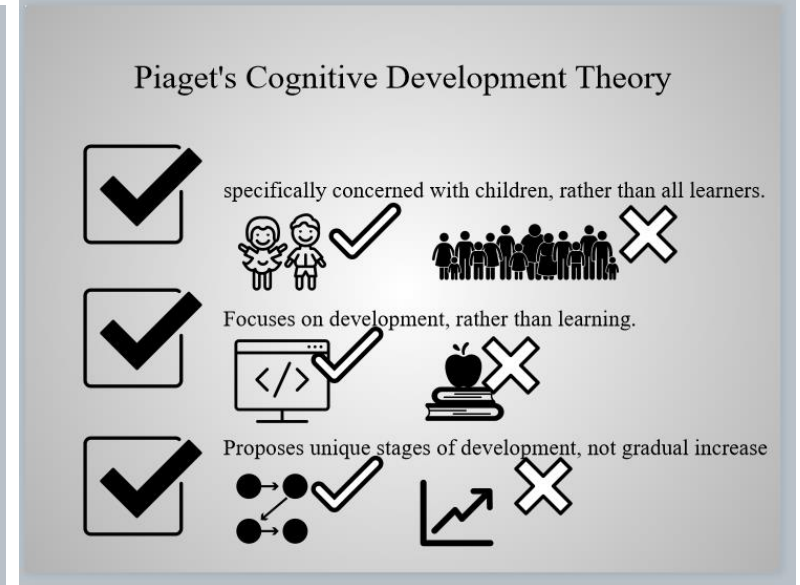 Piaget's Cognitive Development Theory
specifically concerned with children, rather than all learners.
Focuses on development, rather than learning.
</>
Proposes unique stages of development, not gradual increase